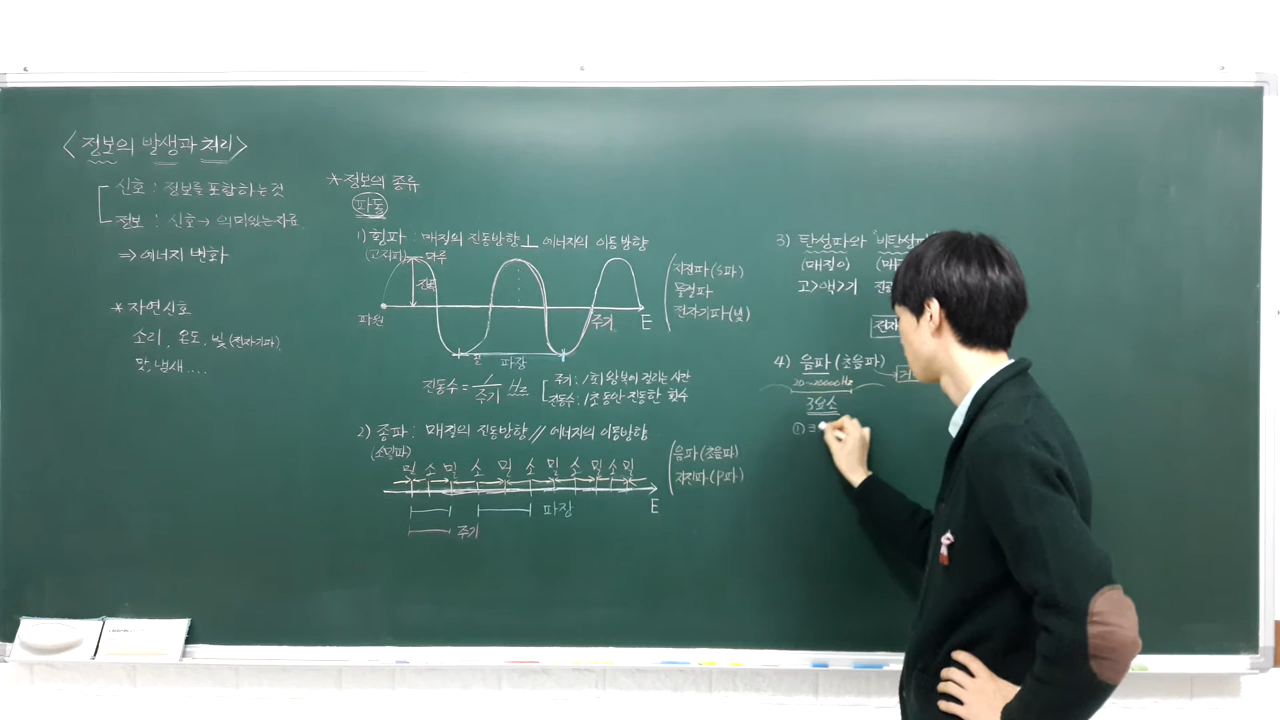 <정보의 발생과 처리>
신호 : 정보를 포함하는 것
정보 : 신호 → 의미있는 자료
⇒ 에너지 변화
* 자연신호
소리, 온도, 빛(전자기파),
맛, 냄새....
*정보의 종류
파동
1) 횡파 : 매질의 진동방향 ⊥ 에너지의 이동방향
(고저파) 마루
진폭
파원 주기 E
골 파장
지진파(S파)
물결파
전자기파(빛)
진동수 = 1/주기 Hz
주기 : 1회 왕복에 걸리는 시간
진동수 : 1초 동안 진동한 횟수
2) 종파 : 매질의 진동방향 // 에너지의 이동방향
(소밀파)
밀 소 밀 소 밀 소 밀 소 밀 소 밀
파장 E
주기
음파(초음파)
지진파(P파)
3) 탄성파와 비탄성파
(매질O) (매
고>액>기 진
전자
4) 음파(초음파)
20~20000Hz
3요소
①